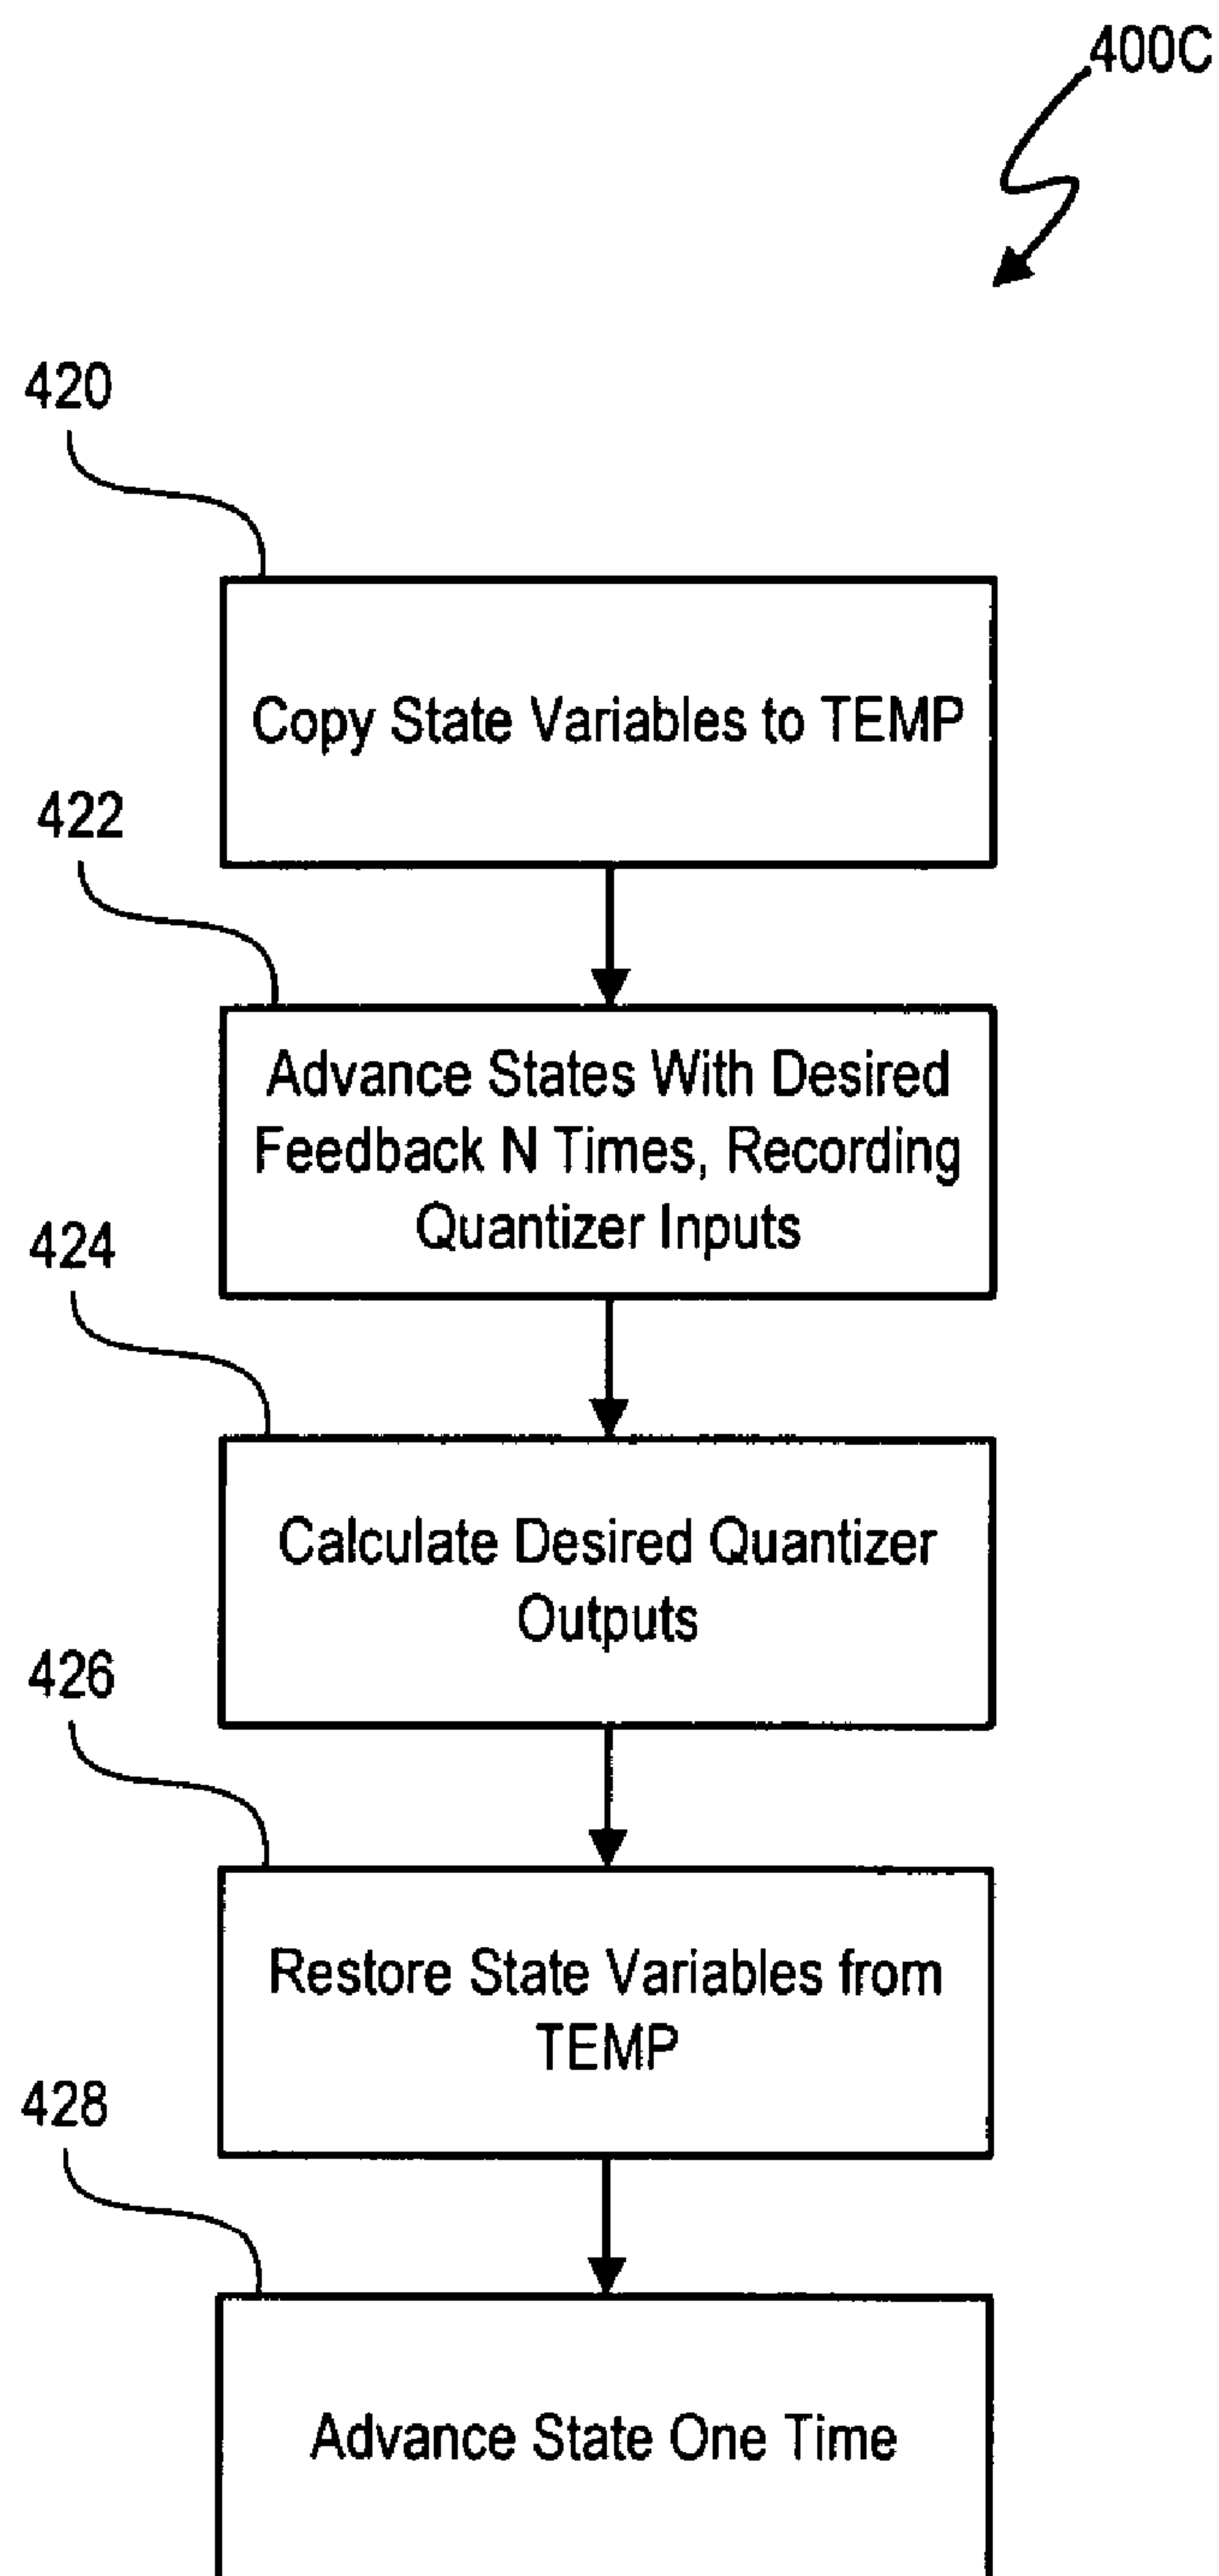 400C
420
Copy State Variables to TEMP
422
Advance States With Desired
Feedback N Times, Recording
Quantizer Inputs
424
Calculate Desired Quantizer
Outputs
426
Restore State Variables from
TEMP
428
Advance State One Time